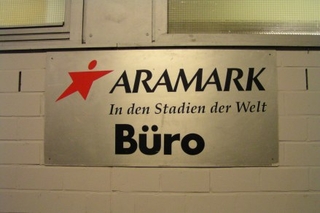 ARAMARK
In den Stadien der Welt
Büro